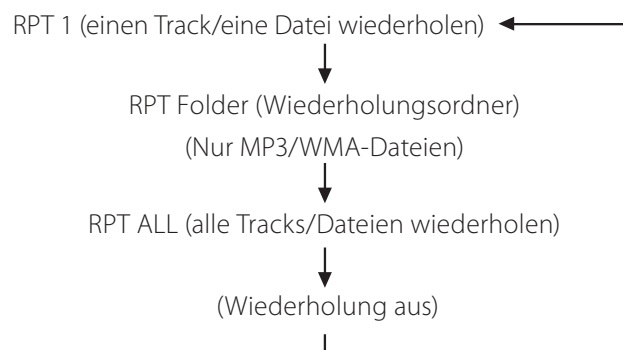 RPT 1 (einen Track/eine Datei wiederholen)
RPT Folder (Wiederholungsordner)
(Nur MP3/WMA-Dateien)
RPT ALL (alle Tracks/Dateien wiederholen)
(Wiederholung aus)